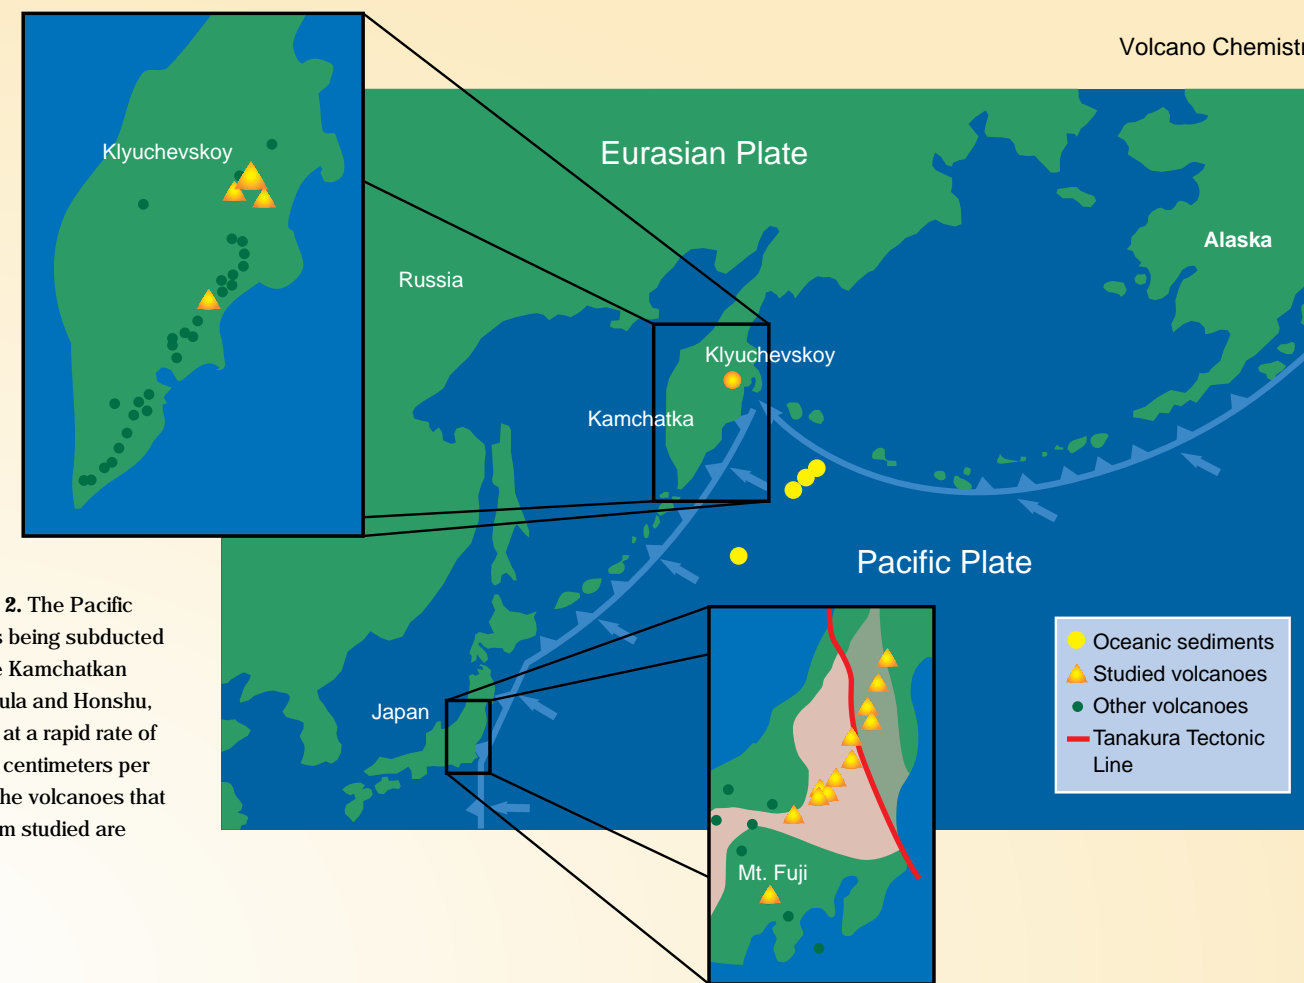 Volcano Chemistr
Klyuchevskoy
Eurasian Plate
Alaska
Russia
Klyuchevskoy
Kamchatka
Pacific Plate
2. The Pacific
s being subducted
e Kamchatkan
ula and Honshu,
at a rapid rate of
centimeters per
he volcanoes that
m studied are
Japan
Mt. Fuji
Oceanic sediments
Studied volcanoes
Other volcanoes
Tanakura Tectonic
Line